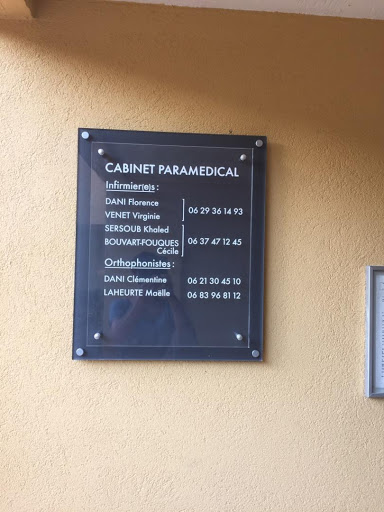 CABINET PARAMEDICAL
Infirmier(e)s :
DANI Florence
VENET Virginie
06 29 36 14 93
SERSOUB Khaled
BOUVART-FOUQUES
Cécile
06 37 47 12 45
Orthophonistes :
DANI Clémentine 06 21 30 45 10
LAHEURTE Maëlle 06 83 96 81 12